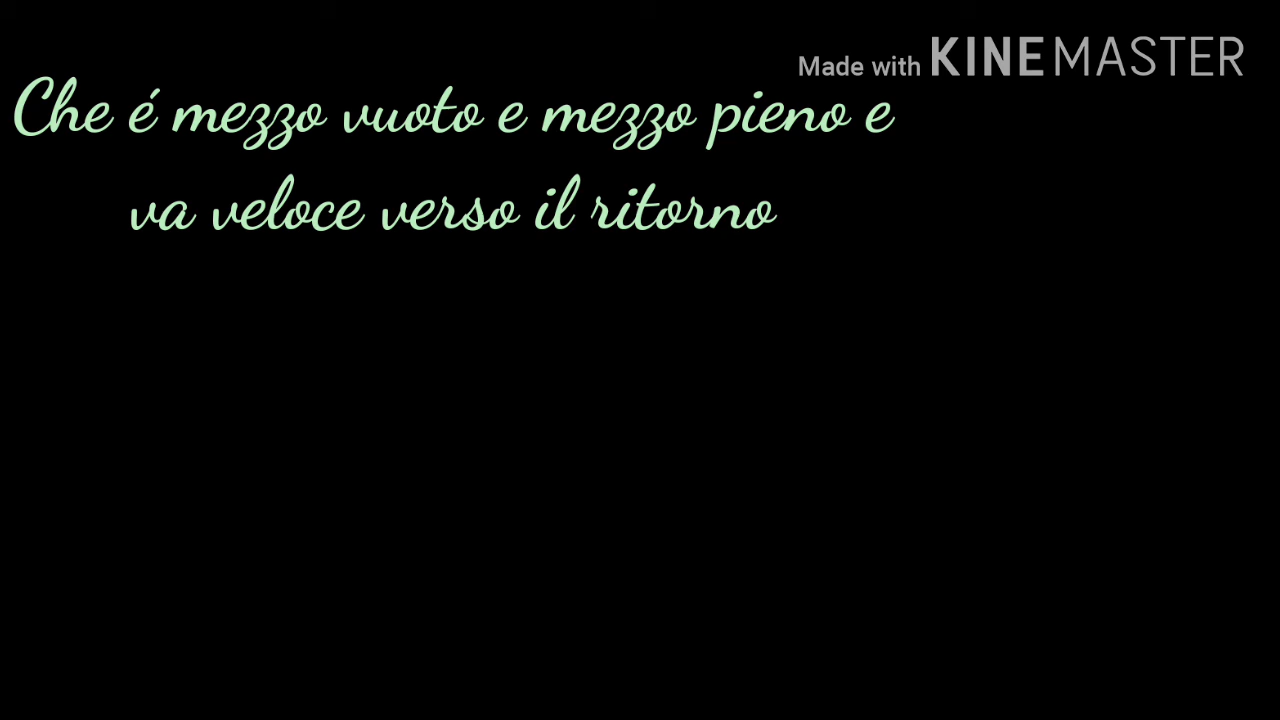 Made with KINEMASTER
Che é mezzo vuoto e mezzo pieno e
va veloce verso il ritorno